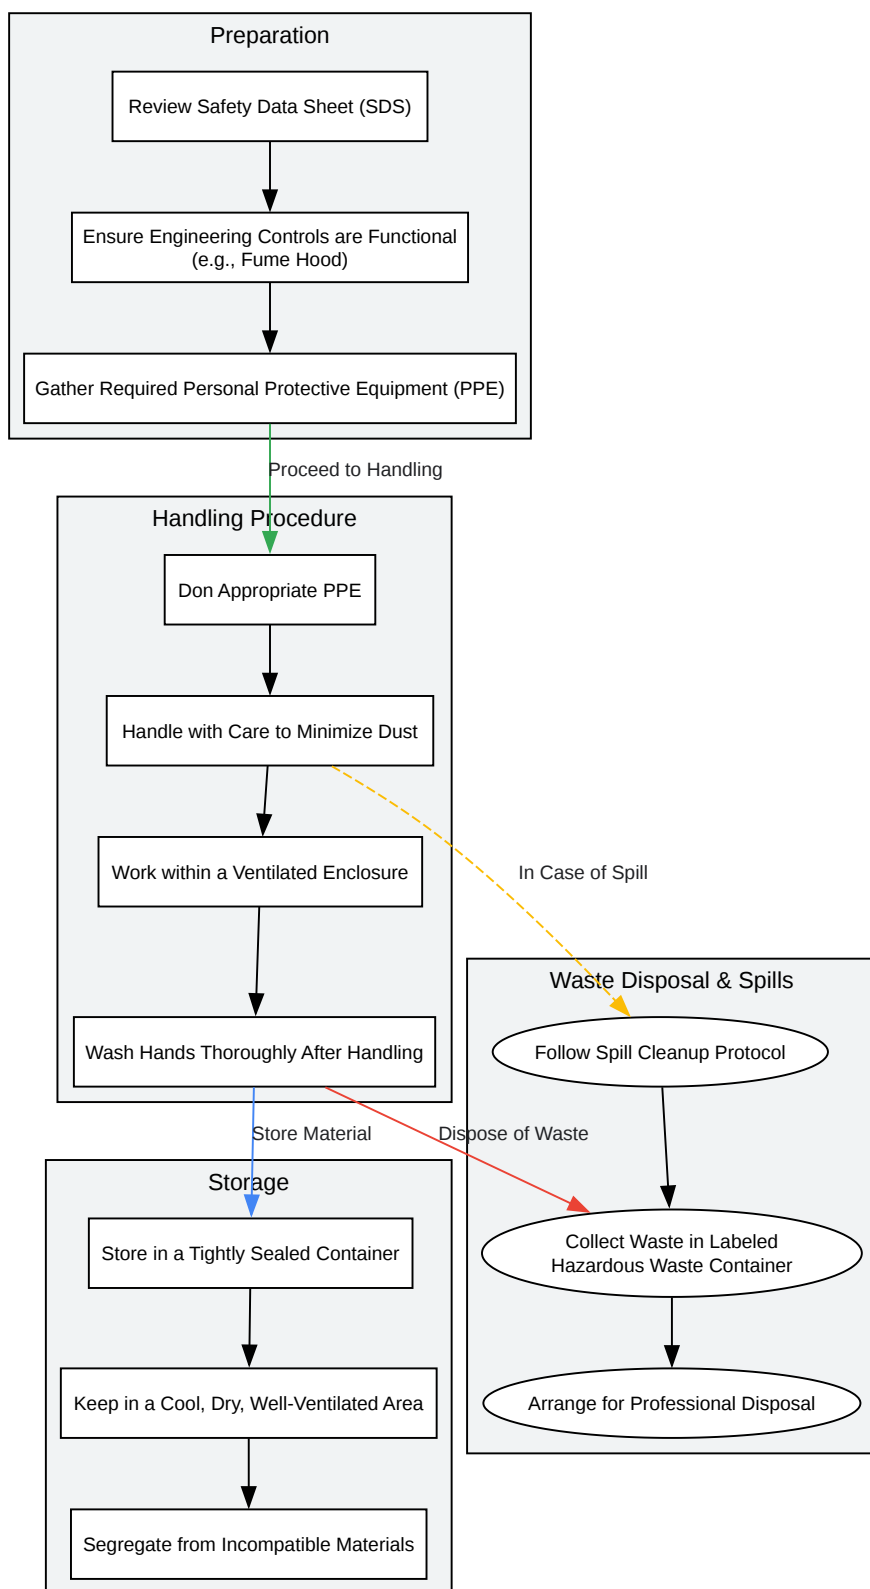 Preparation
Review Safety Data Sheet (SDS)
Ensure Engineering Controls are Functional
(e.g., Fume Hood)
Gather Required Personal Protective Equipment (PPE)
Proceed to Handling
Handling Procedure
Don Appropriate PPE
Handle with Care to Minimize Dust
Work within a Ventilated Enclosure
In Case of Spill
Wash Hands Thoroughly After Handling
Waste Disposal & Spills
Follow Spill Cleanup Protocol
Store Material
Dispose of Waste
Storage
Store in a Tightly Sealed Container
Collect Waste in Labeled
Hazardous Waste Container
Keep in a Cool, Dry, Well-Ventilated Area
Arrange for Professional Disposal
Segregate from Incompatible Materials